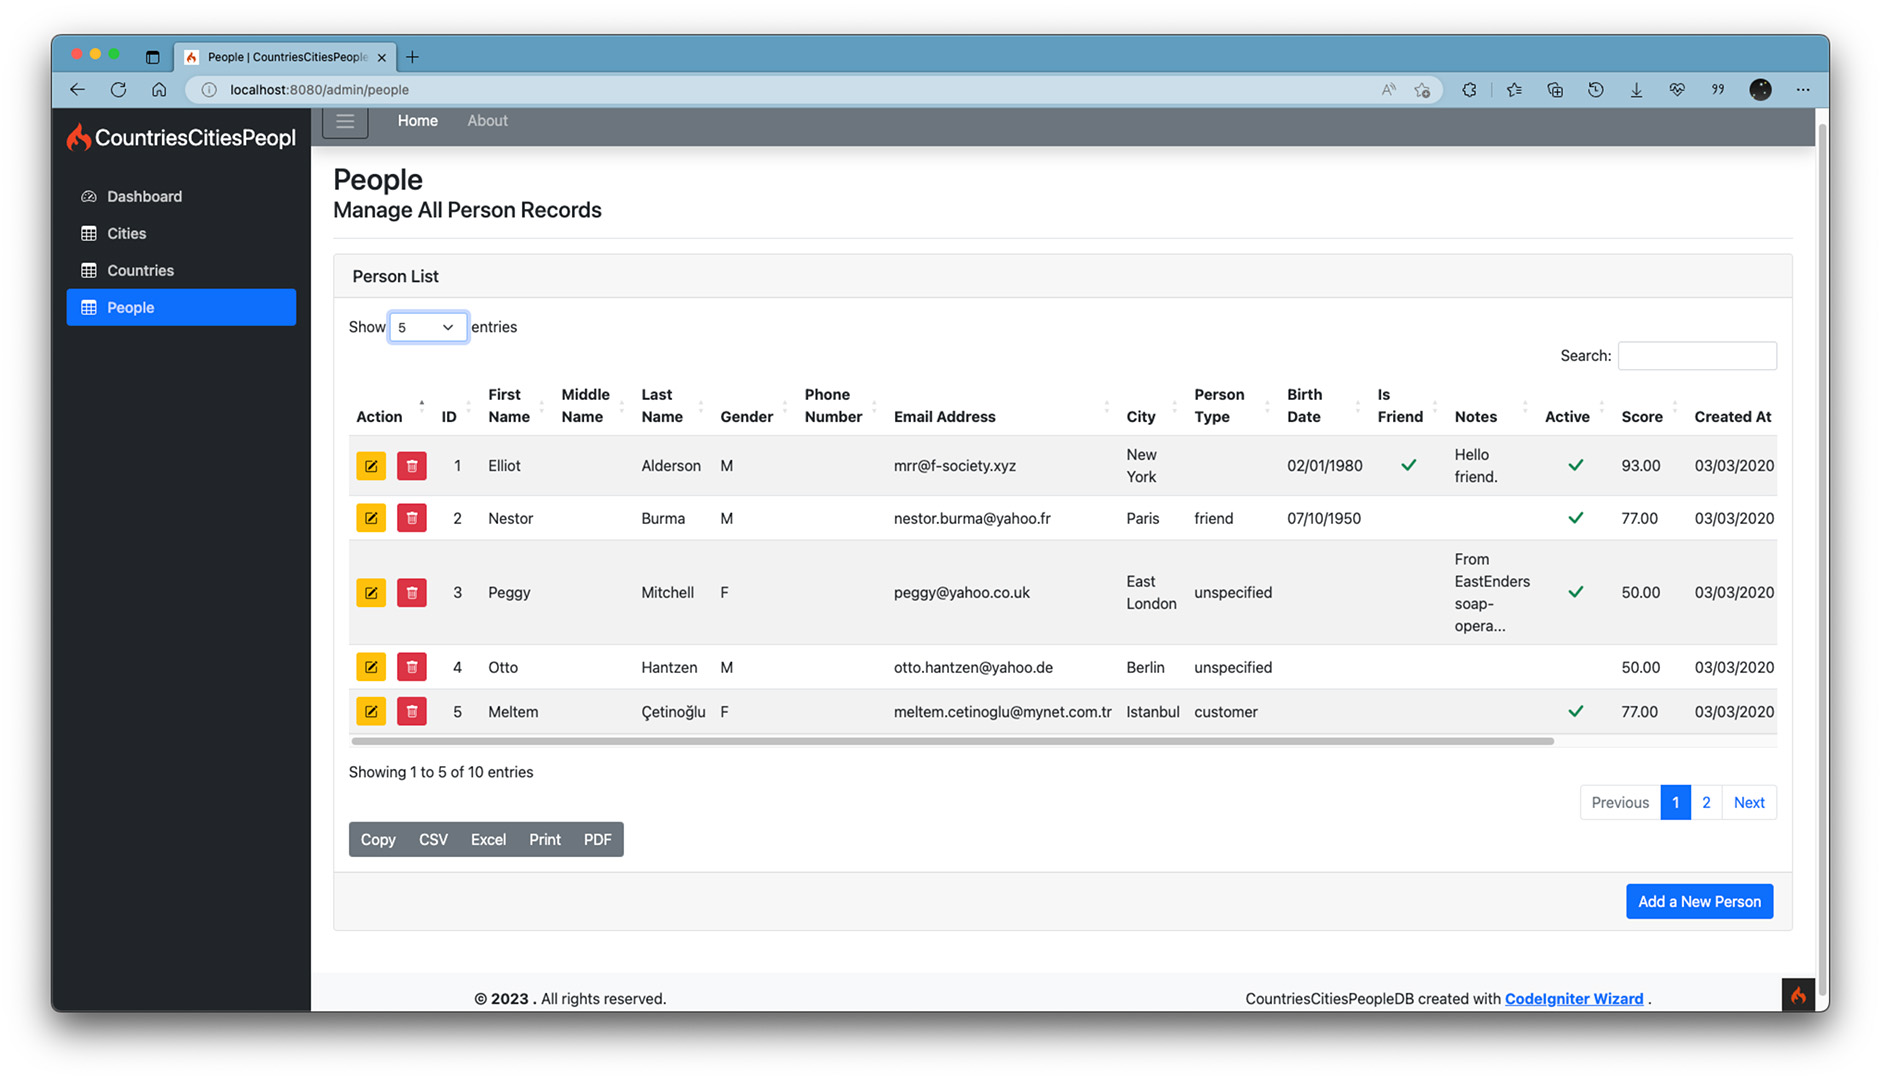 People | CountriesCitiesPeople
localhost:8080/admin/people
CountriesCitiesPeopl
Home About
Dashboard
Cities
Countries
People
People
Manage All Person Records
Person List
Show 5 entries
Search:
Action ID First Name Middle Name Last Name Gender Phone Number Email Address City Person Type Birth Date Is Friend Notes Active Score Created At
1 Elliot Alderson M mrr@f-society.xyz New York 02/01/1980 Hello friend. 93.00 03/03/2020
2 Nestor Burma M nestor.burma@yahoo.fr Paris friend 07/10/1950 77.00 03/03/2020
3 Peggy Mitchell F peggy@yahoo.co.uk East London unspecified From EastEnders soap-opera... 50.00 03/03/2020
4 Otto Hantzen M otto.hantzen@yahoo.de Berlin unspecified 50.00 03/03/2020
5 Meltem Çetinoğlu F meltem.cetinoglu@mynet.com.tr Istanbul customer 77.00 03/03/2020
Showing 1 to 5 of 10 entries
Previous 1 2 Next
Copy CSV Excel Print PDF
Add a New Person
© 2023 . All rights reserved.
CountriesCitiesPeopleDB created with CodeIgniter Wizard .